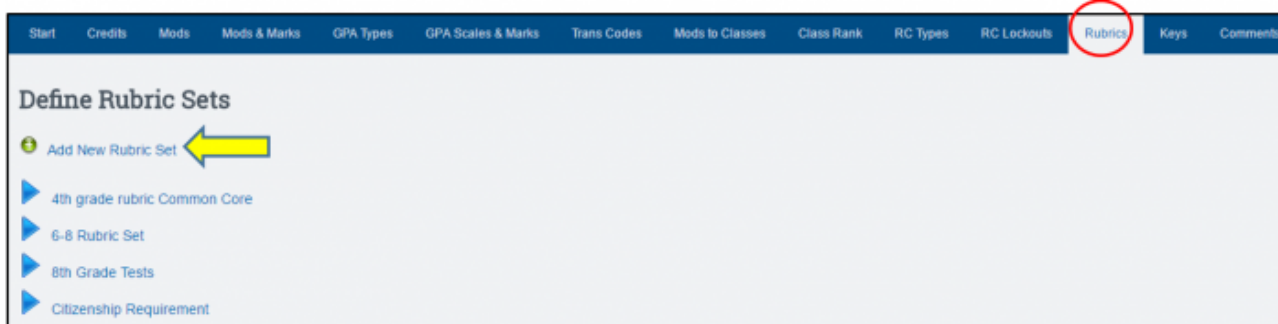 Start Credits Mods Mods & Marks GPA Types GPA Scales & Marks Trans Codes Mods to Classes Class Rank RC Types RC Lockouts Rubrics Keys Comments
Define Rubric Sets
Add New Rubric Set
4th grade rubric Common Core
6-8 Rubric Set
8th Grade Tests
Citizenship Requirement